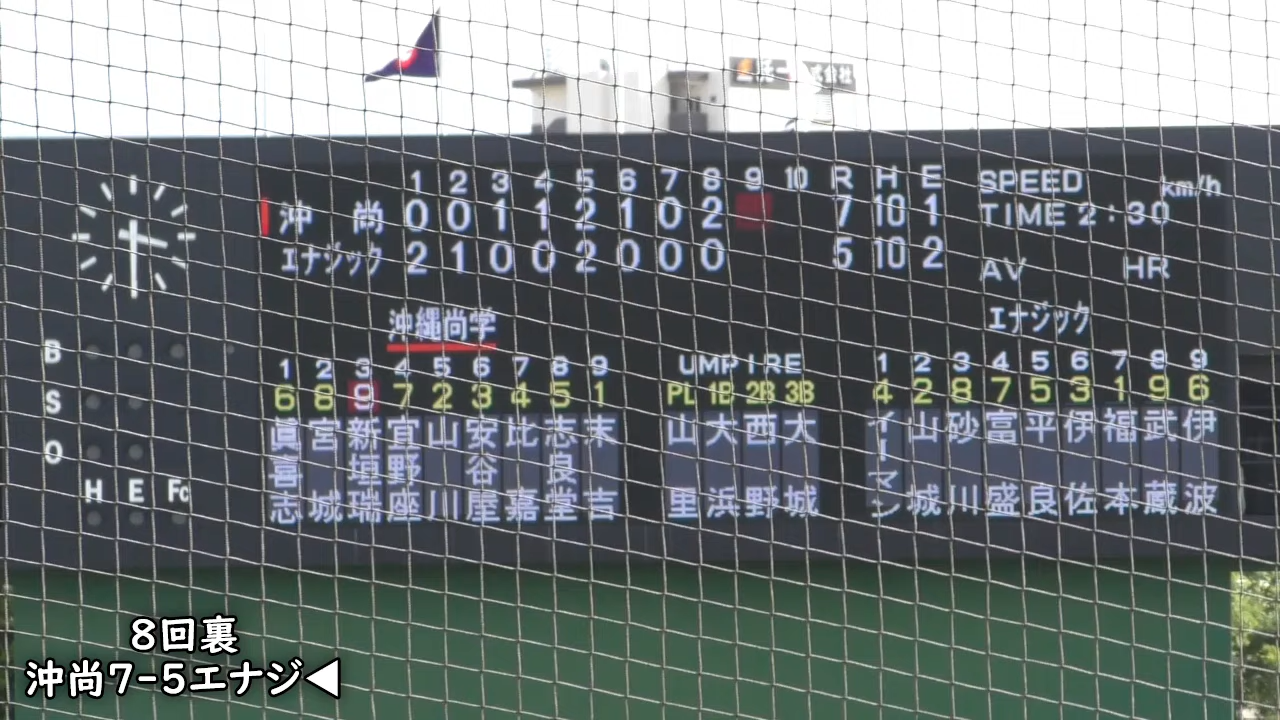 株式会社
1 2 3 4 5 6 7 8 9 10 R H E
沖 尚 0 0 1 1 2 1 0 2 7 10 1
エナジック 2 1 0 0 2 0 0 0 5 10 2
SPEED km/h
TIME 2:30
AV HR
沖縄尚学
1 2 3 4 5 6 7 8 9
6 8 9 7 2 3 4 5 1
眞喜志 宮城 新垣瑞 宜野座 山川 安谷屋 比嘉 志良堂 末吉
UMPIRE
PL 1B 2B 3B
山里 大浜 西野 大城
エナジック
1 2 3 4 5 6 7 8 9
4 2 8 7 5 3 1 9 6
イーマン 山城 砂川 富盛 平良 伊佐 福本 武蔵 伊波
B
S
O
H E Fc
8回裏
沖尚7-5エナジ◀